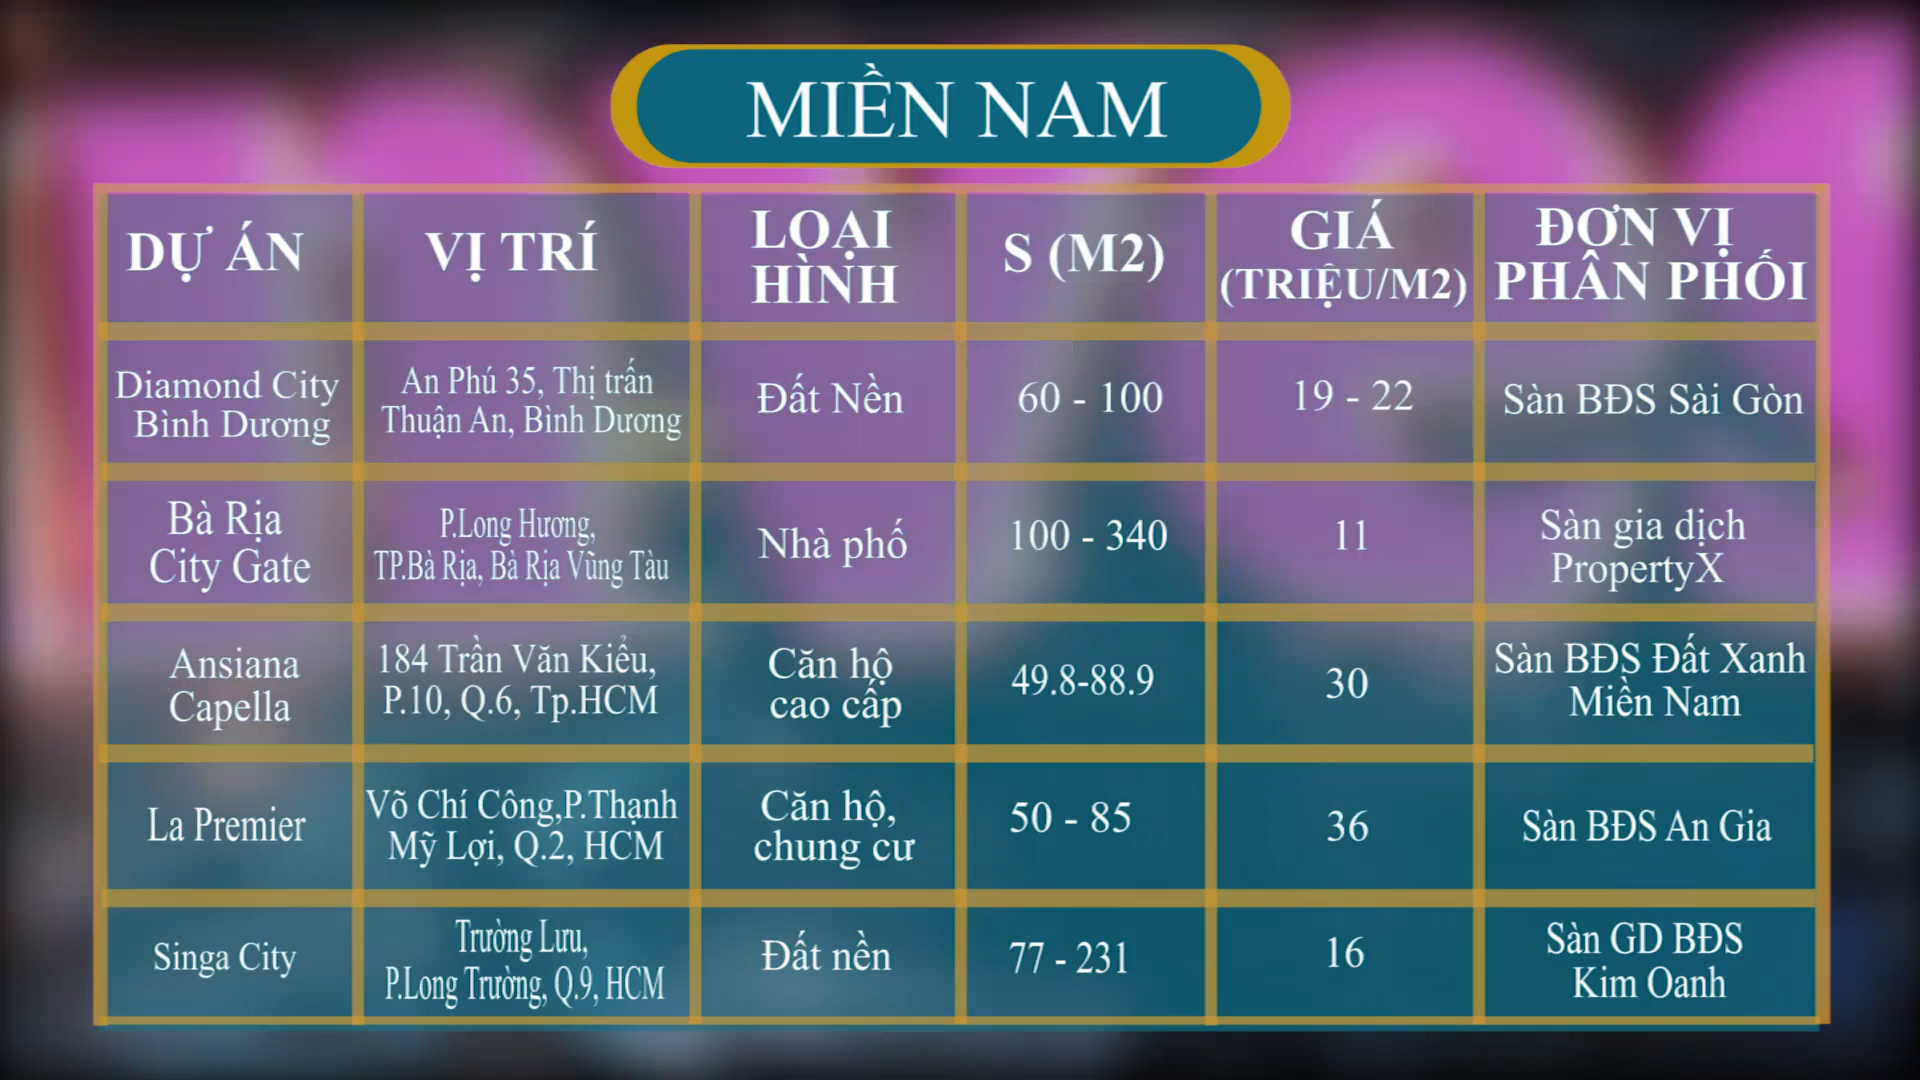 MIỀN NAM
DỰ ÁN
VỊ TRÍ
LOẠI
HÌNH
S (M2)
GIÁ
(TRIỆU/M2)
ĐƠN VỊ
PHÂN PHỐI
Diamond City
Bình Dương
An Phú 35, Thị trấn
Thuận An, Bình Dương
Đất Nền
60 - 100
19 - 22
Sàn BĐS Sài Gòn
Bà Rịa
City Gate
P.Long Hương,
TP.Bà Rịa, Bà Rịa Vũng Tàu
Nhà phố
100 - 340
11
Sàn gia dịch
PropertyX
Ansiana
Capella
184 Trần Văn Kiểu,
P.10, Q.6, Tp.HCM
Căn hộ
cao cấp
49.8-88.9
30
Sàn BĐS Đất Xanh
Miền Nam
La Premier
Võ Chí Công,P.Thạnh
Mỹ Lợi, Q.2, HCM
Căn hộ,
chung cư
50 - 85
36
Sàn BĐS An Gia
Singa City
Trường Lưu,
P.Long Trường, Q.9, HCM
Đất nền
77 - 231
16
Sàn GD BĐS
Kim Oanh